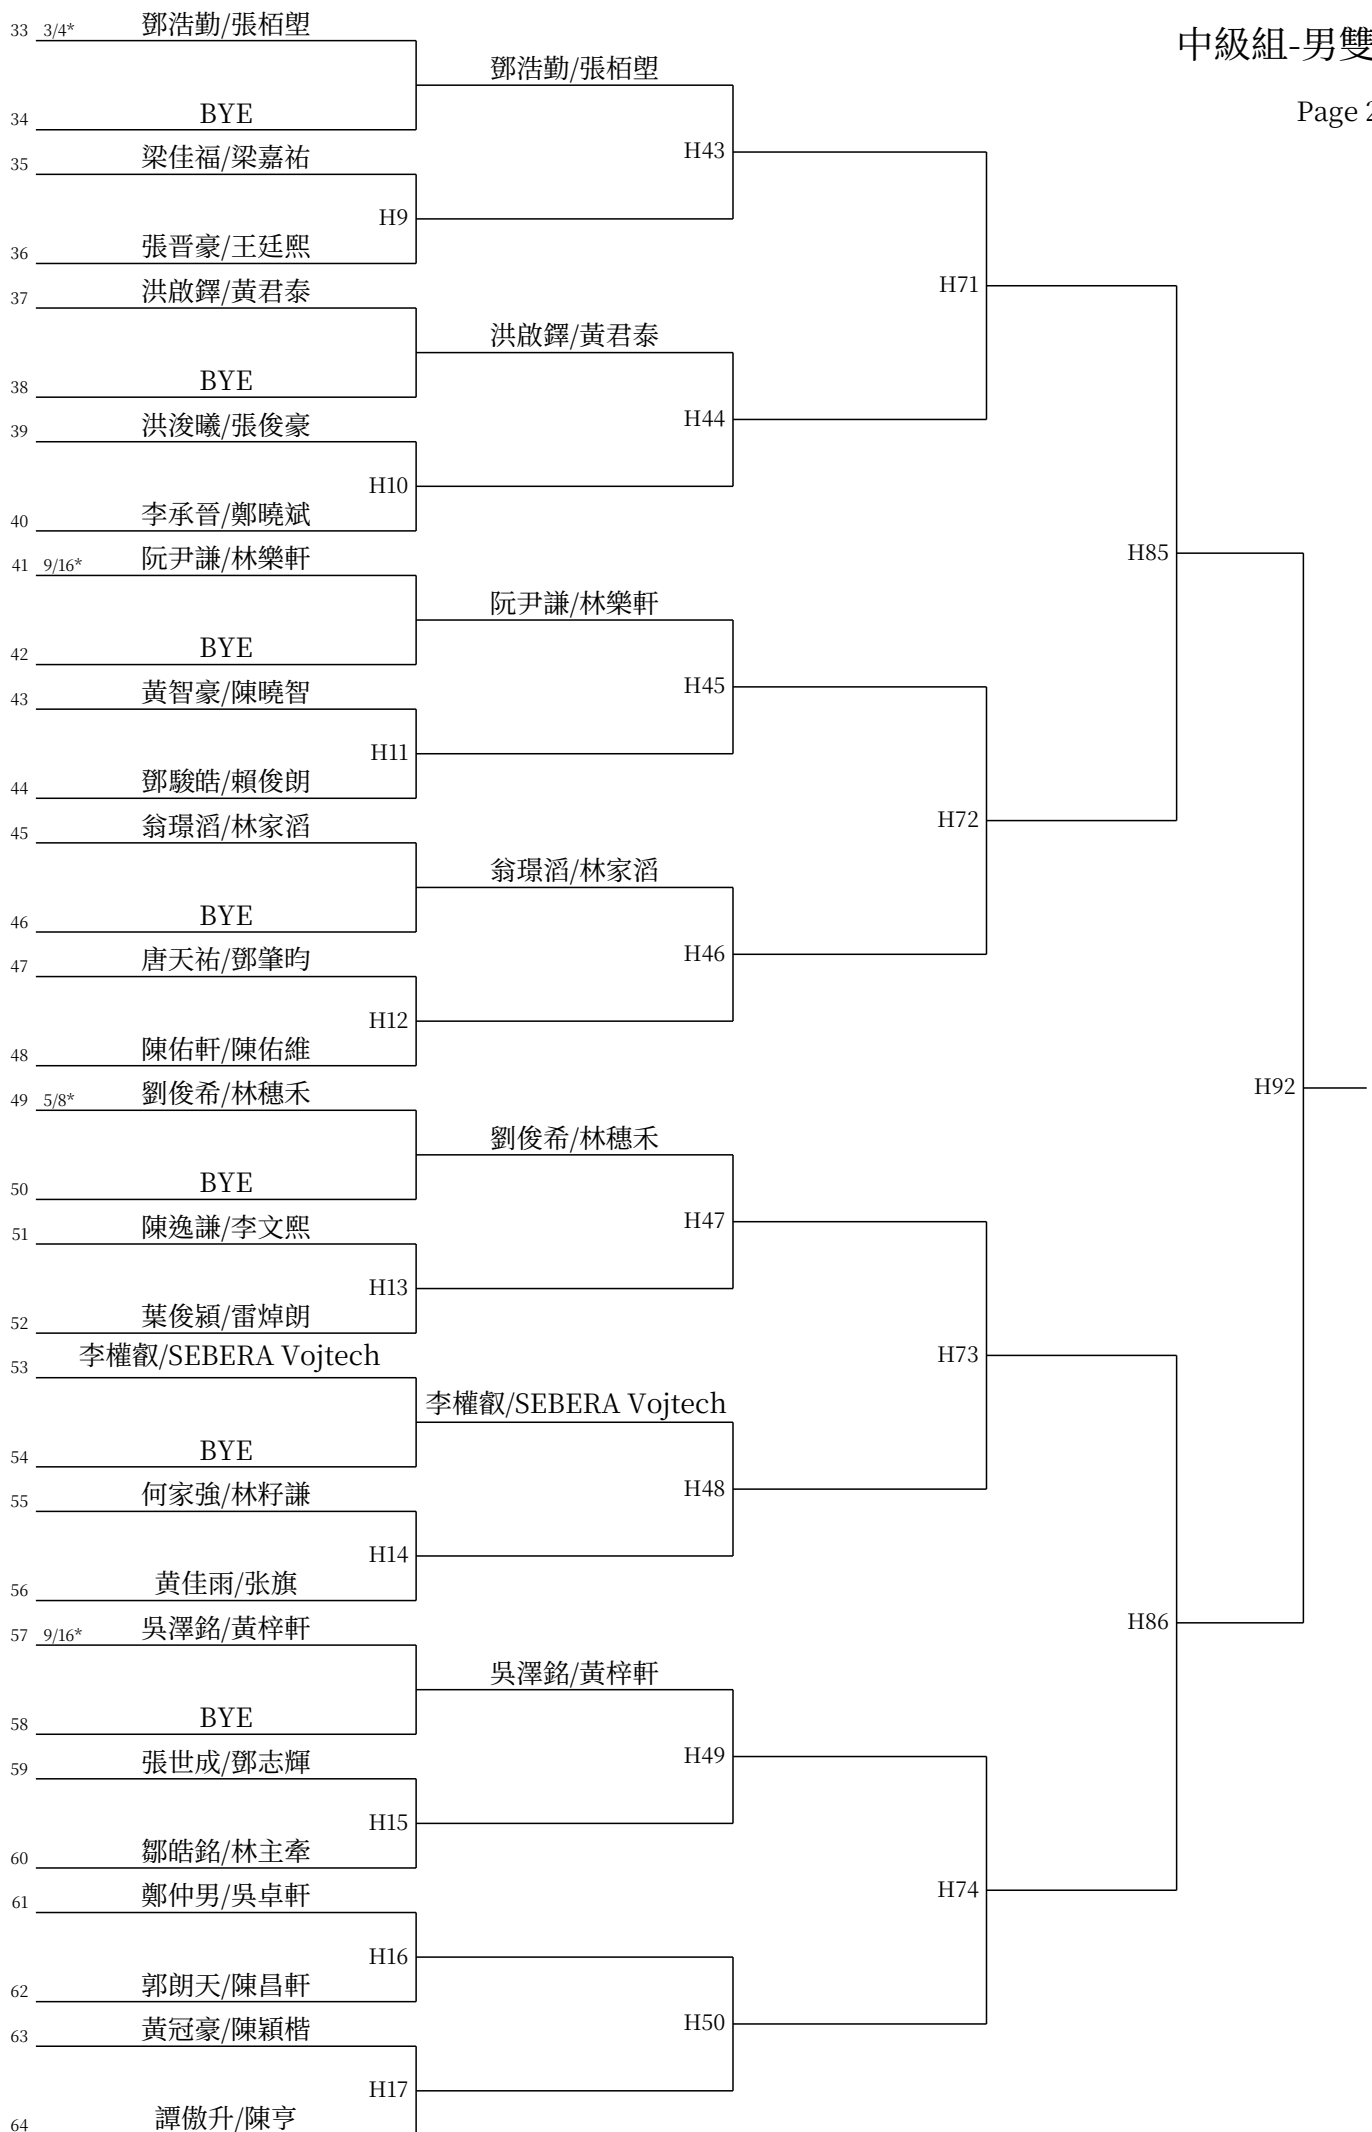 中級組-男雙
Page 2
33 3/4* 鄧浩勤/張栢塱
鄧浩勤/張栢塱
34 BYE
H43
35 梁佳福/梁嘉祐
H9
36 張晋豪/王廷熙
H71
37 洪啟鐸/黃君泰
洪啟鐸/黃君泰
38 BYE
H44
39 洪浚曦/張俊豪
H10
40 李承晉/鄭曉斌
H85
41 9/16* 阮尹謙/林樂軒
阮尹謙/林樂軒
42 BYE
H45
43 黃智豪/陳曉智
H11
44 鄧駿皓/賴俊朗
H72
45 翁璟滔/林家滔
翁璟滔/林家滔
46 BYE
H46
47 唐天祐/鄧肇昀
H12
48 陳佑軒/陳佑維
H92
49 5/8* 劉俊希/林穗禾
劉俊希/林穗禾
50 BYE
H47
51 陳逸謙/李文熙
H13
52 葉俊穎/雷焯朗
H73
53 李權叡/SEBERA Vojtech
李權叡/SEBERA Vojtech
54 BYE
H48
55 何家強/林籽謙
H14
56 黃佳雨/张旗
H86
57 9/16* 吳澤銘/黃梓軒
吳澤銘/黃梓軒
58 BYE
H49
59 張世成/鄧志輝
H15
60 鄒皓銘/林主牽
H74
61 鄭仲男/吳卓軒
H16
62 郭朗天/陳昌軒
H50
63 黃冠豪/陳穎楷
H17
64 譚傲升/陳亨